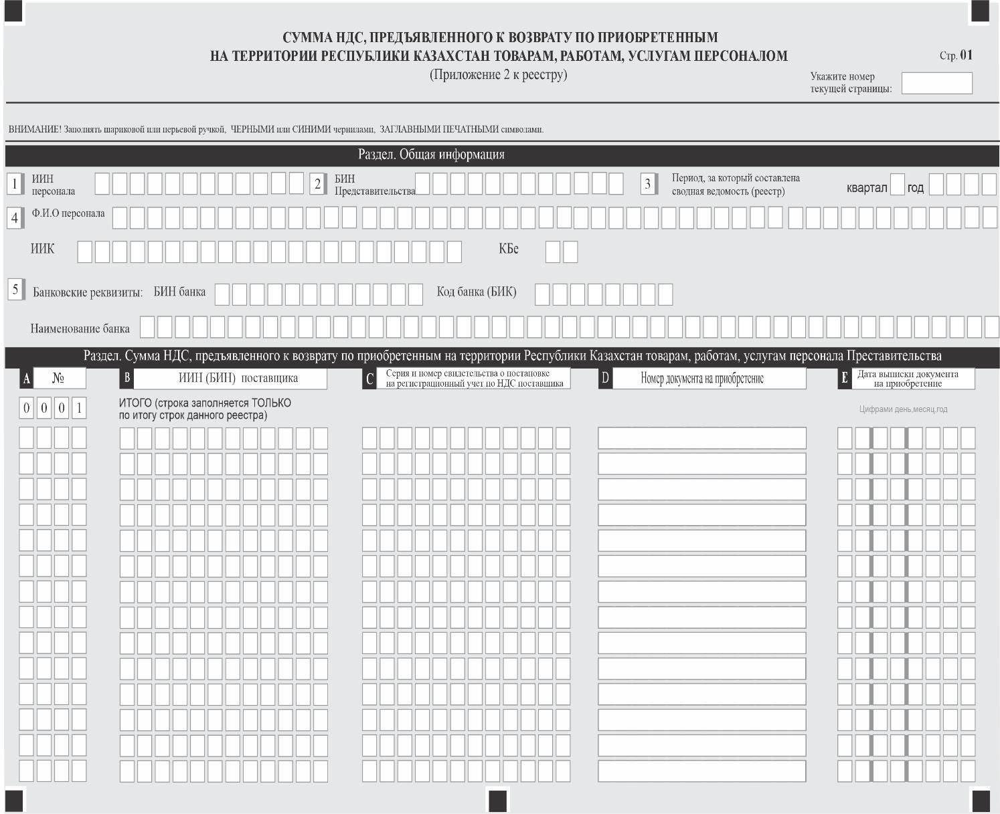 СУММА НДС, ПРЕДЪЯВЛЕННОГО К ВОЗВРАТУ ПО ПРИОБРЕТЕННЫМ
НА ТЕРРИТОРИИ РЕСПУБЛИКИ КАЗАХСТАН ТОВАРАМ, РАБОТАМ, УСЛУГАМ ПЕРСОНАЛОМ
(Приложение 2 к реестру)
Стр. 01
Укажите номер
текущей страницы:
ВНИМАНИЕ! Заполнять шариковой или перьевой ручкой, ЧЕРНЫМИ или СИНИМИ чернилами, ЗАГЛАВНЫМИ ПЕЧАТНЫМИ символами.
Раздел. Общая информация
1 ИИН
персонала
2 БИН
Представительства
3 Период, за который составлена
сводная ведомость (реестр)
квартал год
4 Ф.И.О персонала
ИИК КБе
5 Банковские реквизиты: БИН банка Код банка (БИК)
Наименование банка
Раздел. Сумма НДС, предъявленного к возврату по приобретенным на территории Республики Казахстан товарам, работам, услугам персонала Преставительства
A №
B ИИН (БИН) поставщика
C Серия и номер свидетельства о постановке
на регистрационный учет по НДС поставщика
D Номер документа на приобретение
E Дата выписки документа
на приобретение
0 0 0 1
ИТОГО (строка заполняется ТОЛЬКО
по итогу строк данного реестра)
Цифрами день,месяц,год